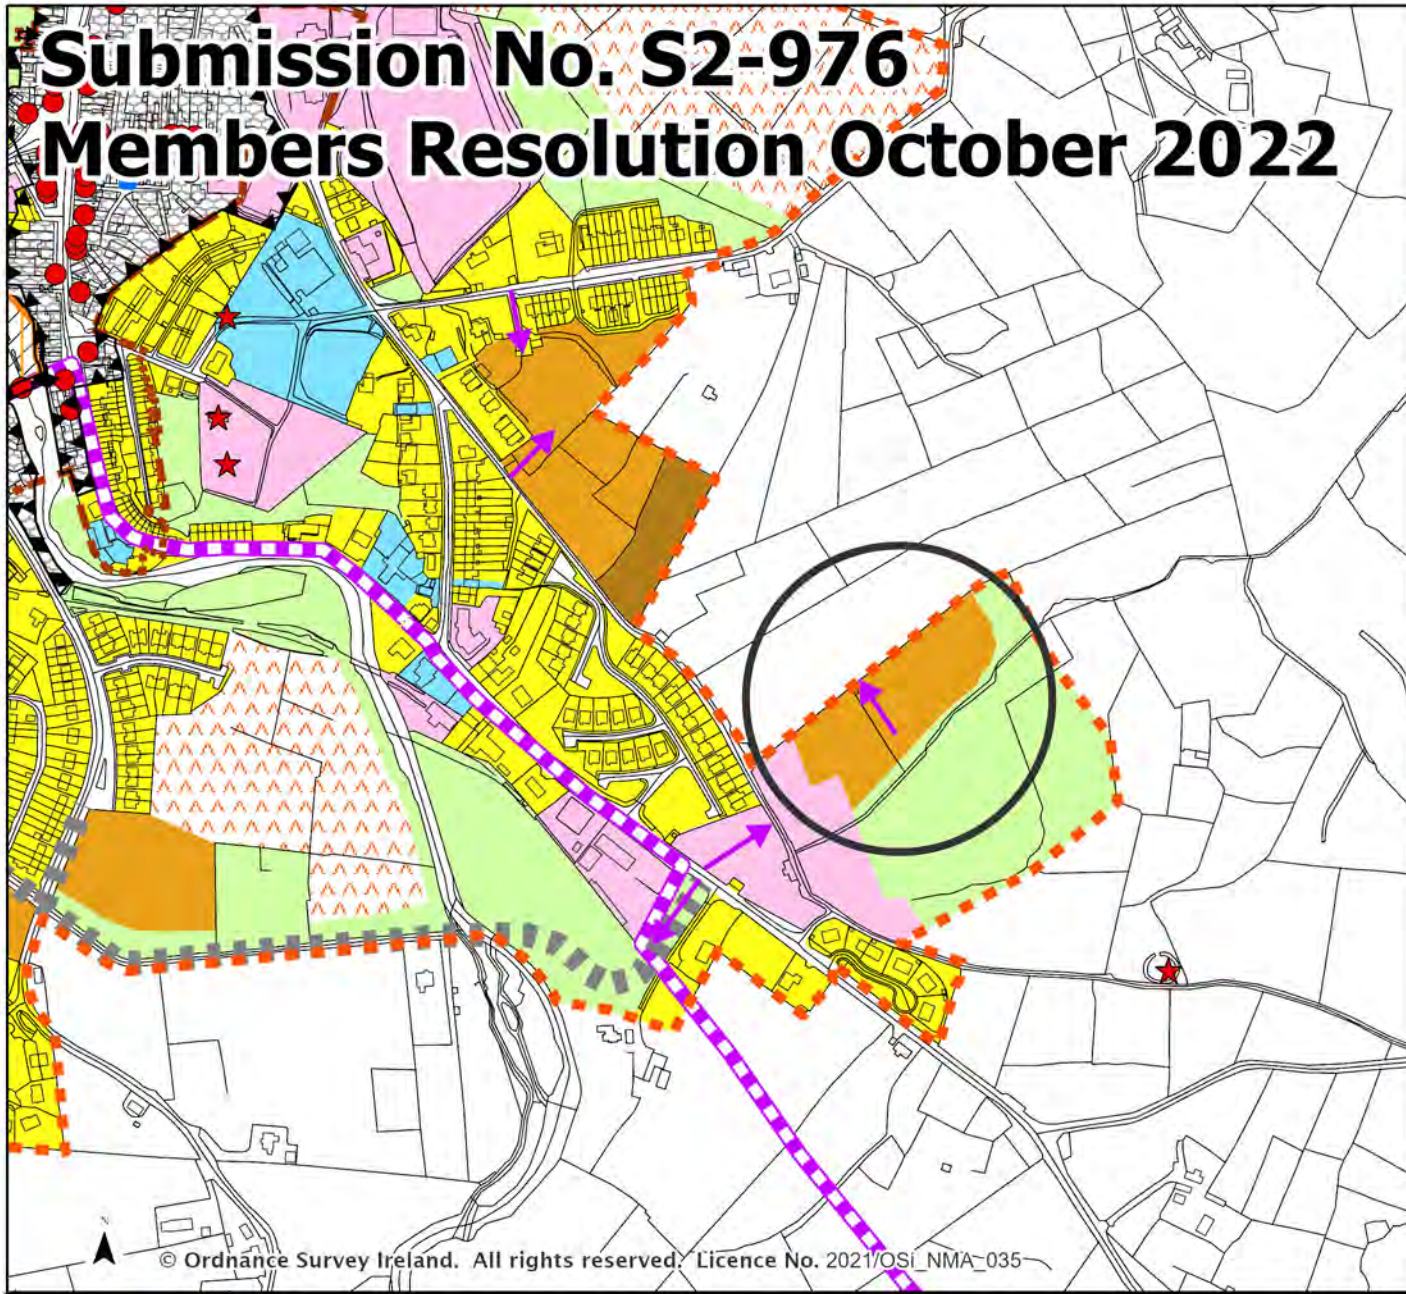 Submission No. S2-976
Members Resolution October 2022
N
© Ordnance Survey Ireland. All rights reserved. Licence No. 2021/OSi_NMA_035